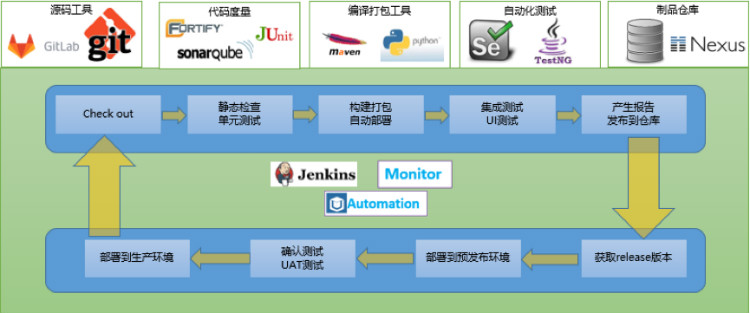 源码工具
GitLab
git
代码度量
FORTIFY
JUnit
sonarqube
编译打包工具
maven
python
自动化测试
Se
TestNG
制品仓库
Nexus
Check out
静态检查
单元测试
构建打包
自动部署
集成测试
UI测试
产生报告
发布到仓库
Jenkins
Monitor
Automation
部署到生产环境
确认测试
UAT测试
部署到预发布环境
获取release版本